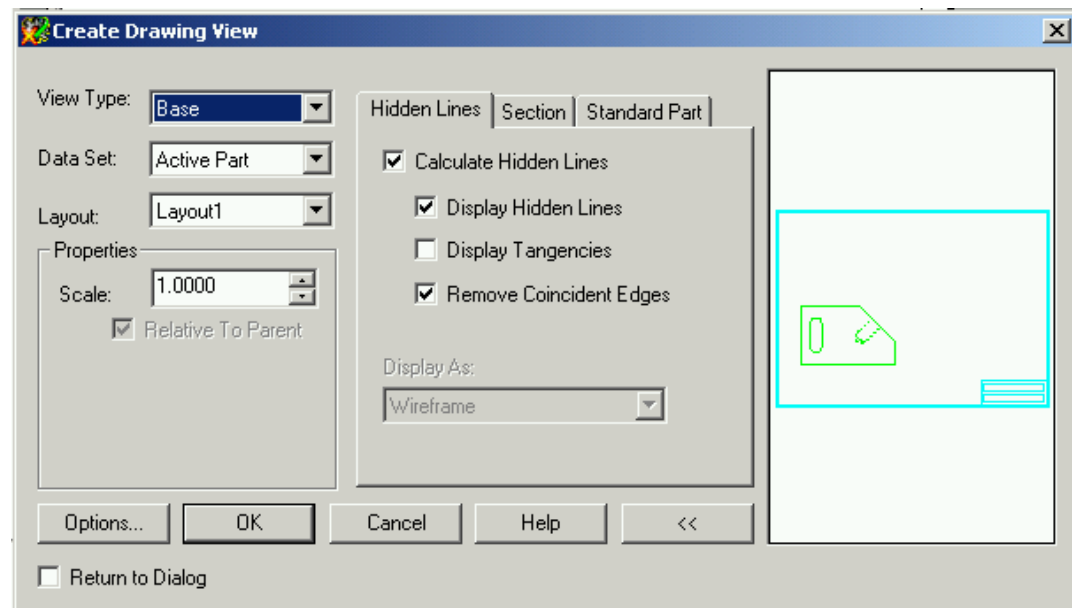 Create Drawing View
View Type: Base
Data Set: Active Part
Layout: Layout1
Properties
Scale: 1.0000
Relative To Parent
Hidden Lines Section Standard Part
Calculate Hidden Lines
Display Hidden Lines
Display Tangencies
Remove Coincident Edges
Display As:
Wireframe
Options... OK Cancel Help <<
Return to Dialog